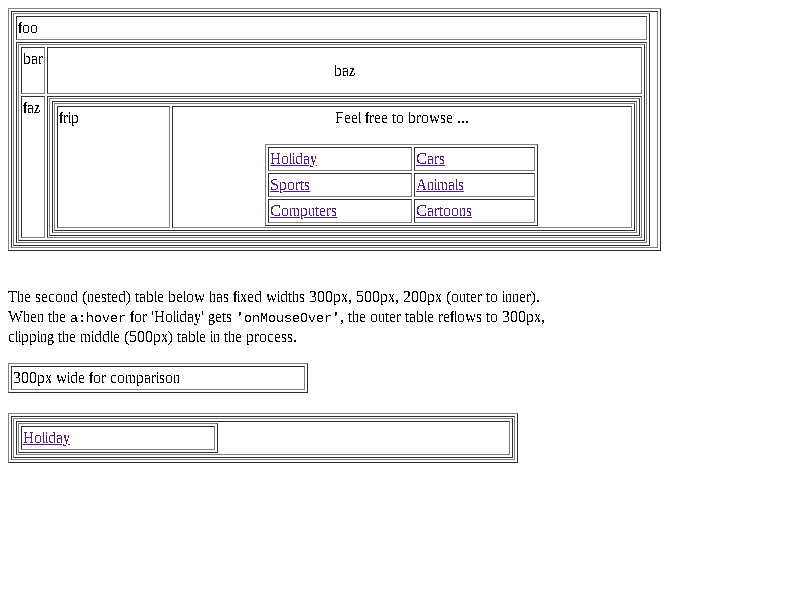 foo
bar
baz
faz
frip
Feel free to browse ...
Holiday
Cars
Sports
Animals
Computers
Cartoons
The second (nested) table below has fixed widths 300px, 500px, 200px (outer to inner).
When the a:hover for 'Holiday' gets 'onMouseOver', the outer table reflows to 300px,
clipping the middle (500px) table in the process.
300px wide for comparison
Holiday